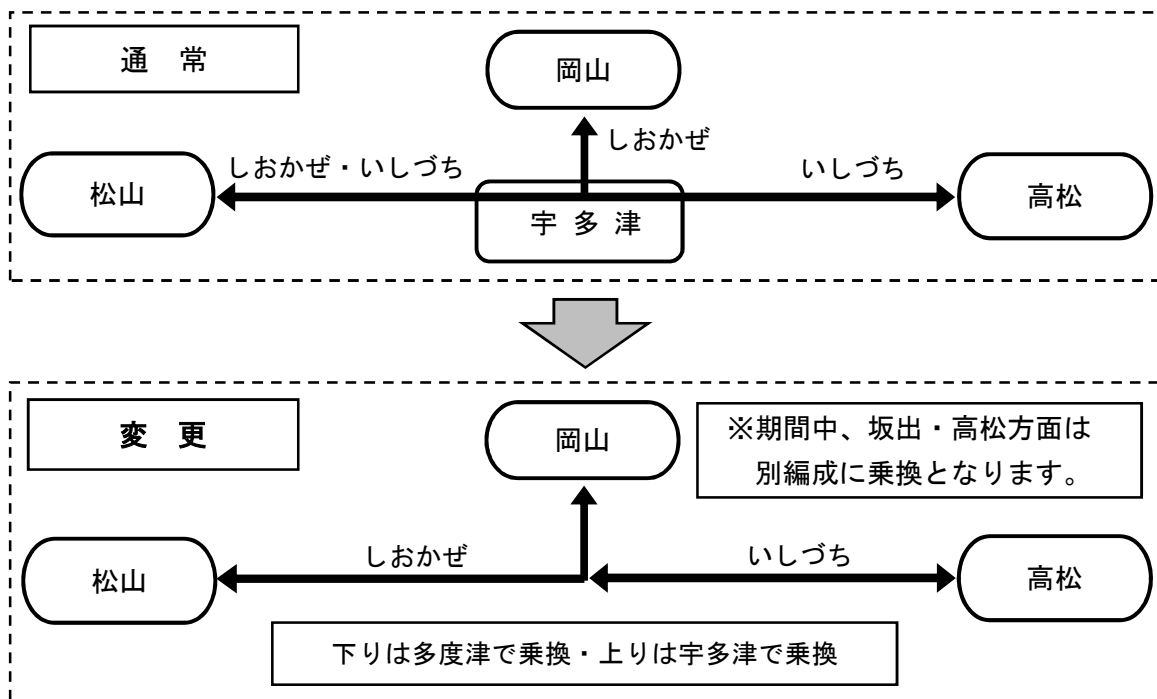 通 常
岡山
しおかぜ
しおかぜ・いしづち
いしづち
松山
宇 多 津
高松
変 更
岡山
※期間中、坂出・高松方面は
別編成に乗換となります。
しおかぜ
いしづち
松山
高松
下りは多度津で乗換・上りは宇多津で乗換